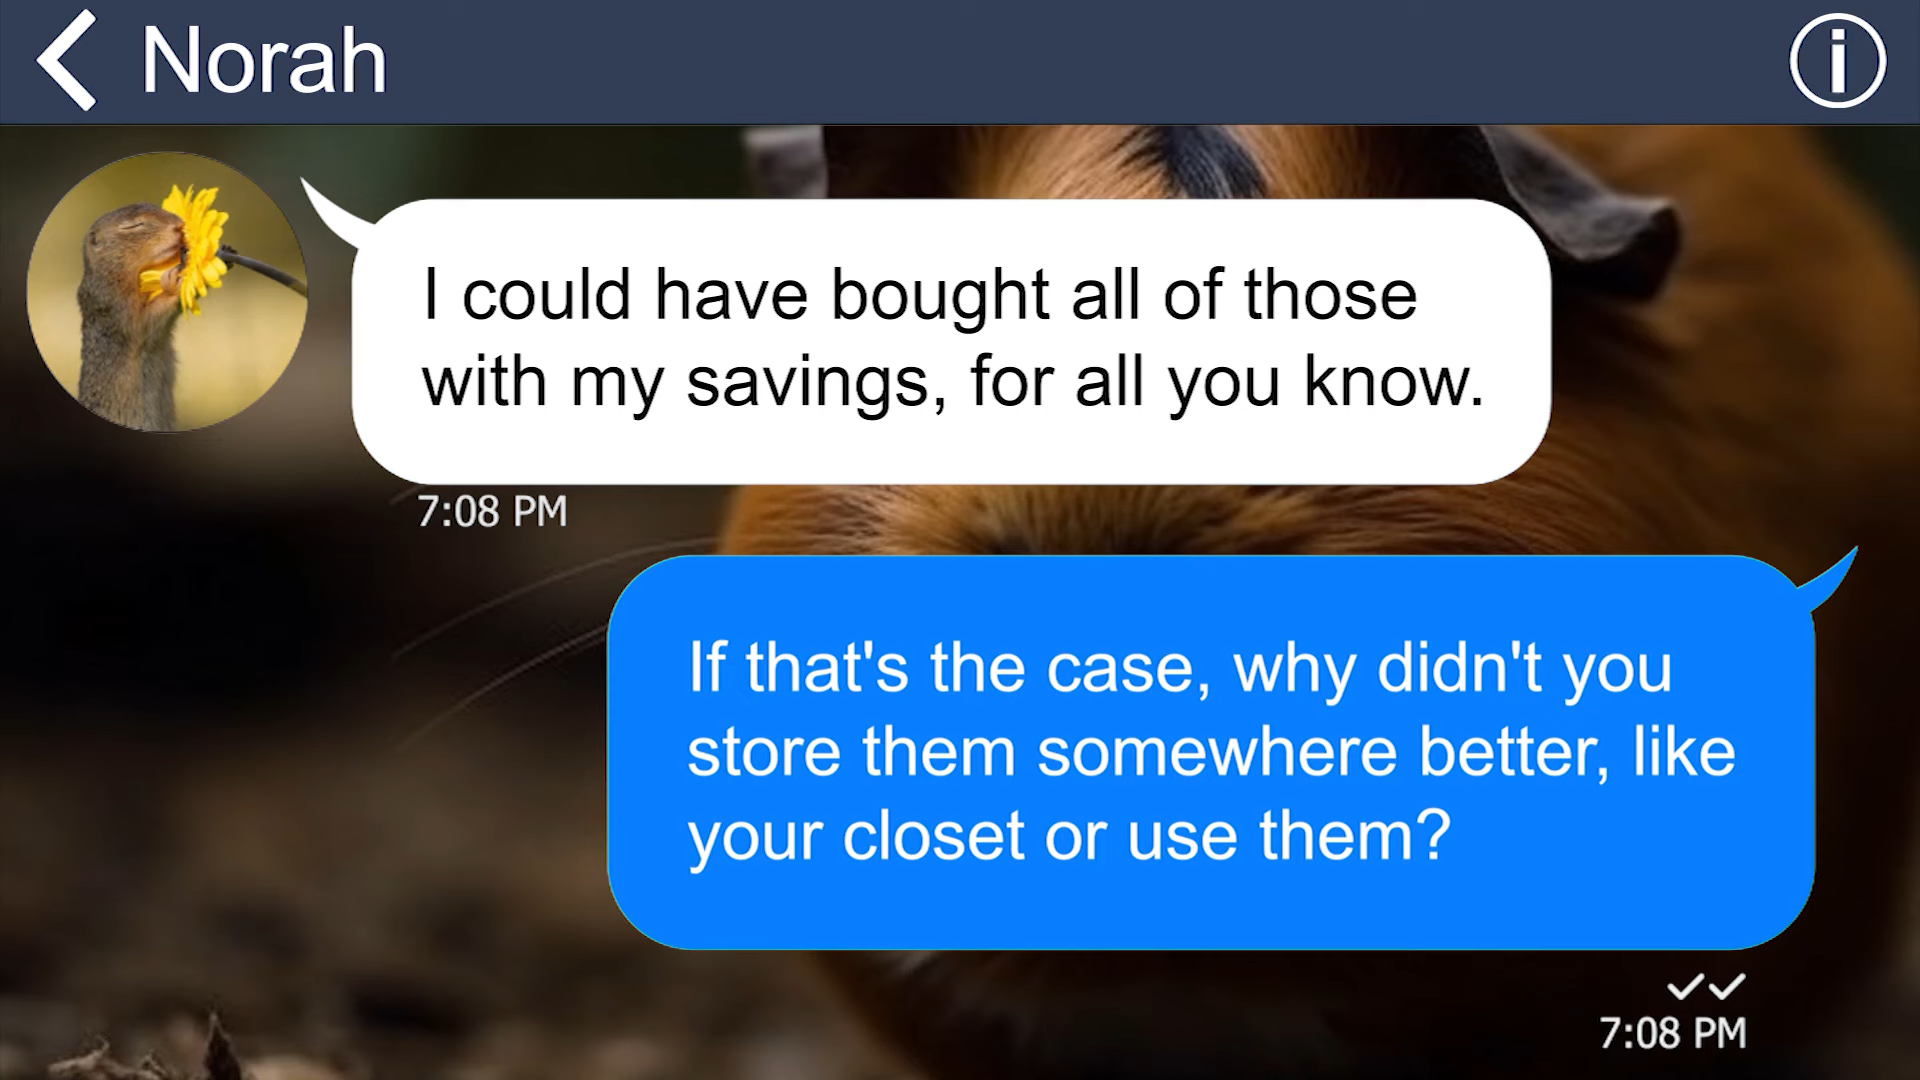 Norah
I could have bought all of those
with my savings, for all you know.
7:08 PM
If that's the case, why didn't you
store them somewhere better, like
your closet or use them?
7:08 PM